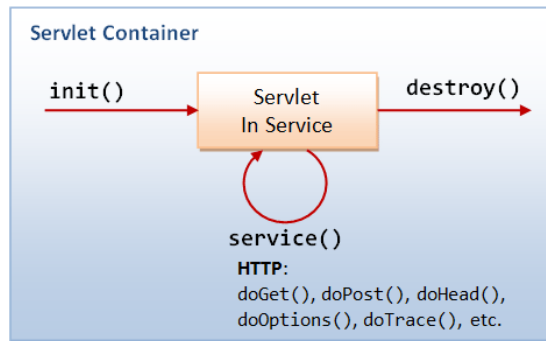 Servlet Container
init()
Servlet
In Service
destroy()
service()
HTTP:
doGet(), doPost(), doHead(),
doOptions(), doTrace(), etc.